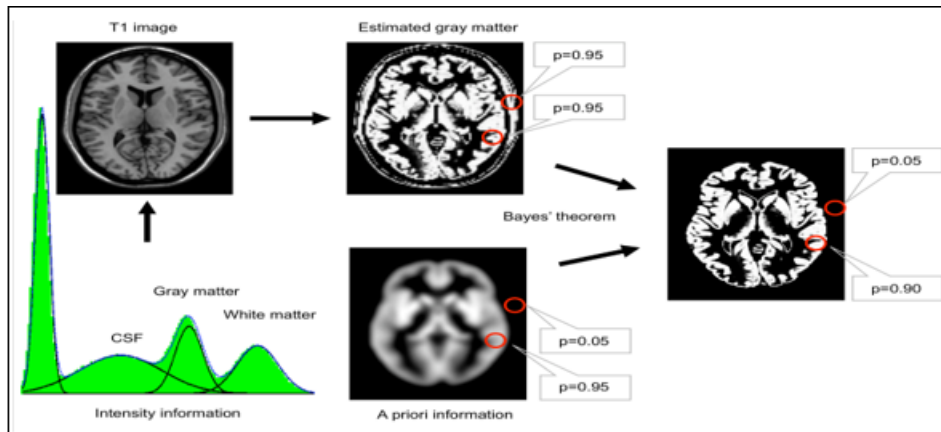 T1 image
Estimated gray matter
p=0.95
p=0.95
p=0.05
Bayes' theorem
p=0.90
Gray matter
White matter
CSF
p=0.05
p=0.95
Intensity information
A priori information